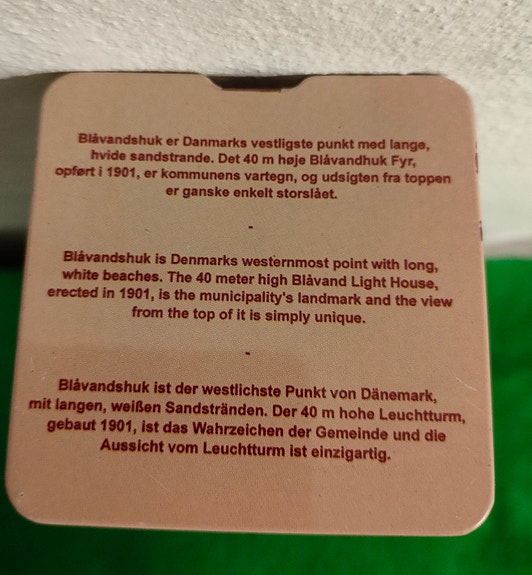 Blåvandshuk er Danmarks vestligste punkt med lange,
hvide sandstrande. Det 40 m høje Blåvandhuk Fyr,
opført i 1901, er kommunens vartegn, og udsigten fra toppen
er ganske enkelt storslået.
-
Blåvandshuk is Denmarks westernmost point with long,
white beaches. The 40 meter high Blåvand Light House,
erected in 1901, is the municipality's landmark and the view
from the top of it is simply unique.
-
Blåvandshuk ist der westlichste Punkt von Dänemark,
mit langen, weißen Sandstränden. Der 40 m hohe Leuchtturm,
gebaut 1901, ist das Wahrzeichen der Gemeinde und die
Aussicht vom Leuchtturm ist einzigartig.